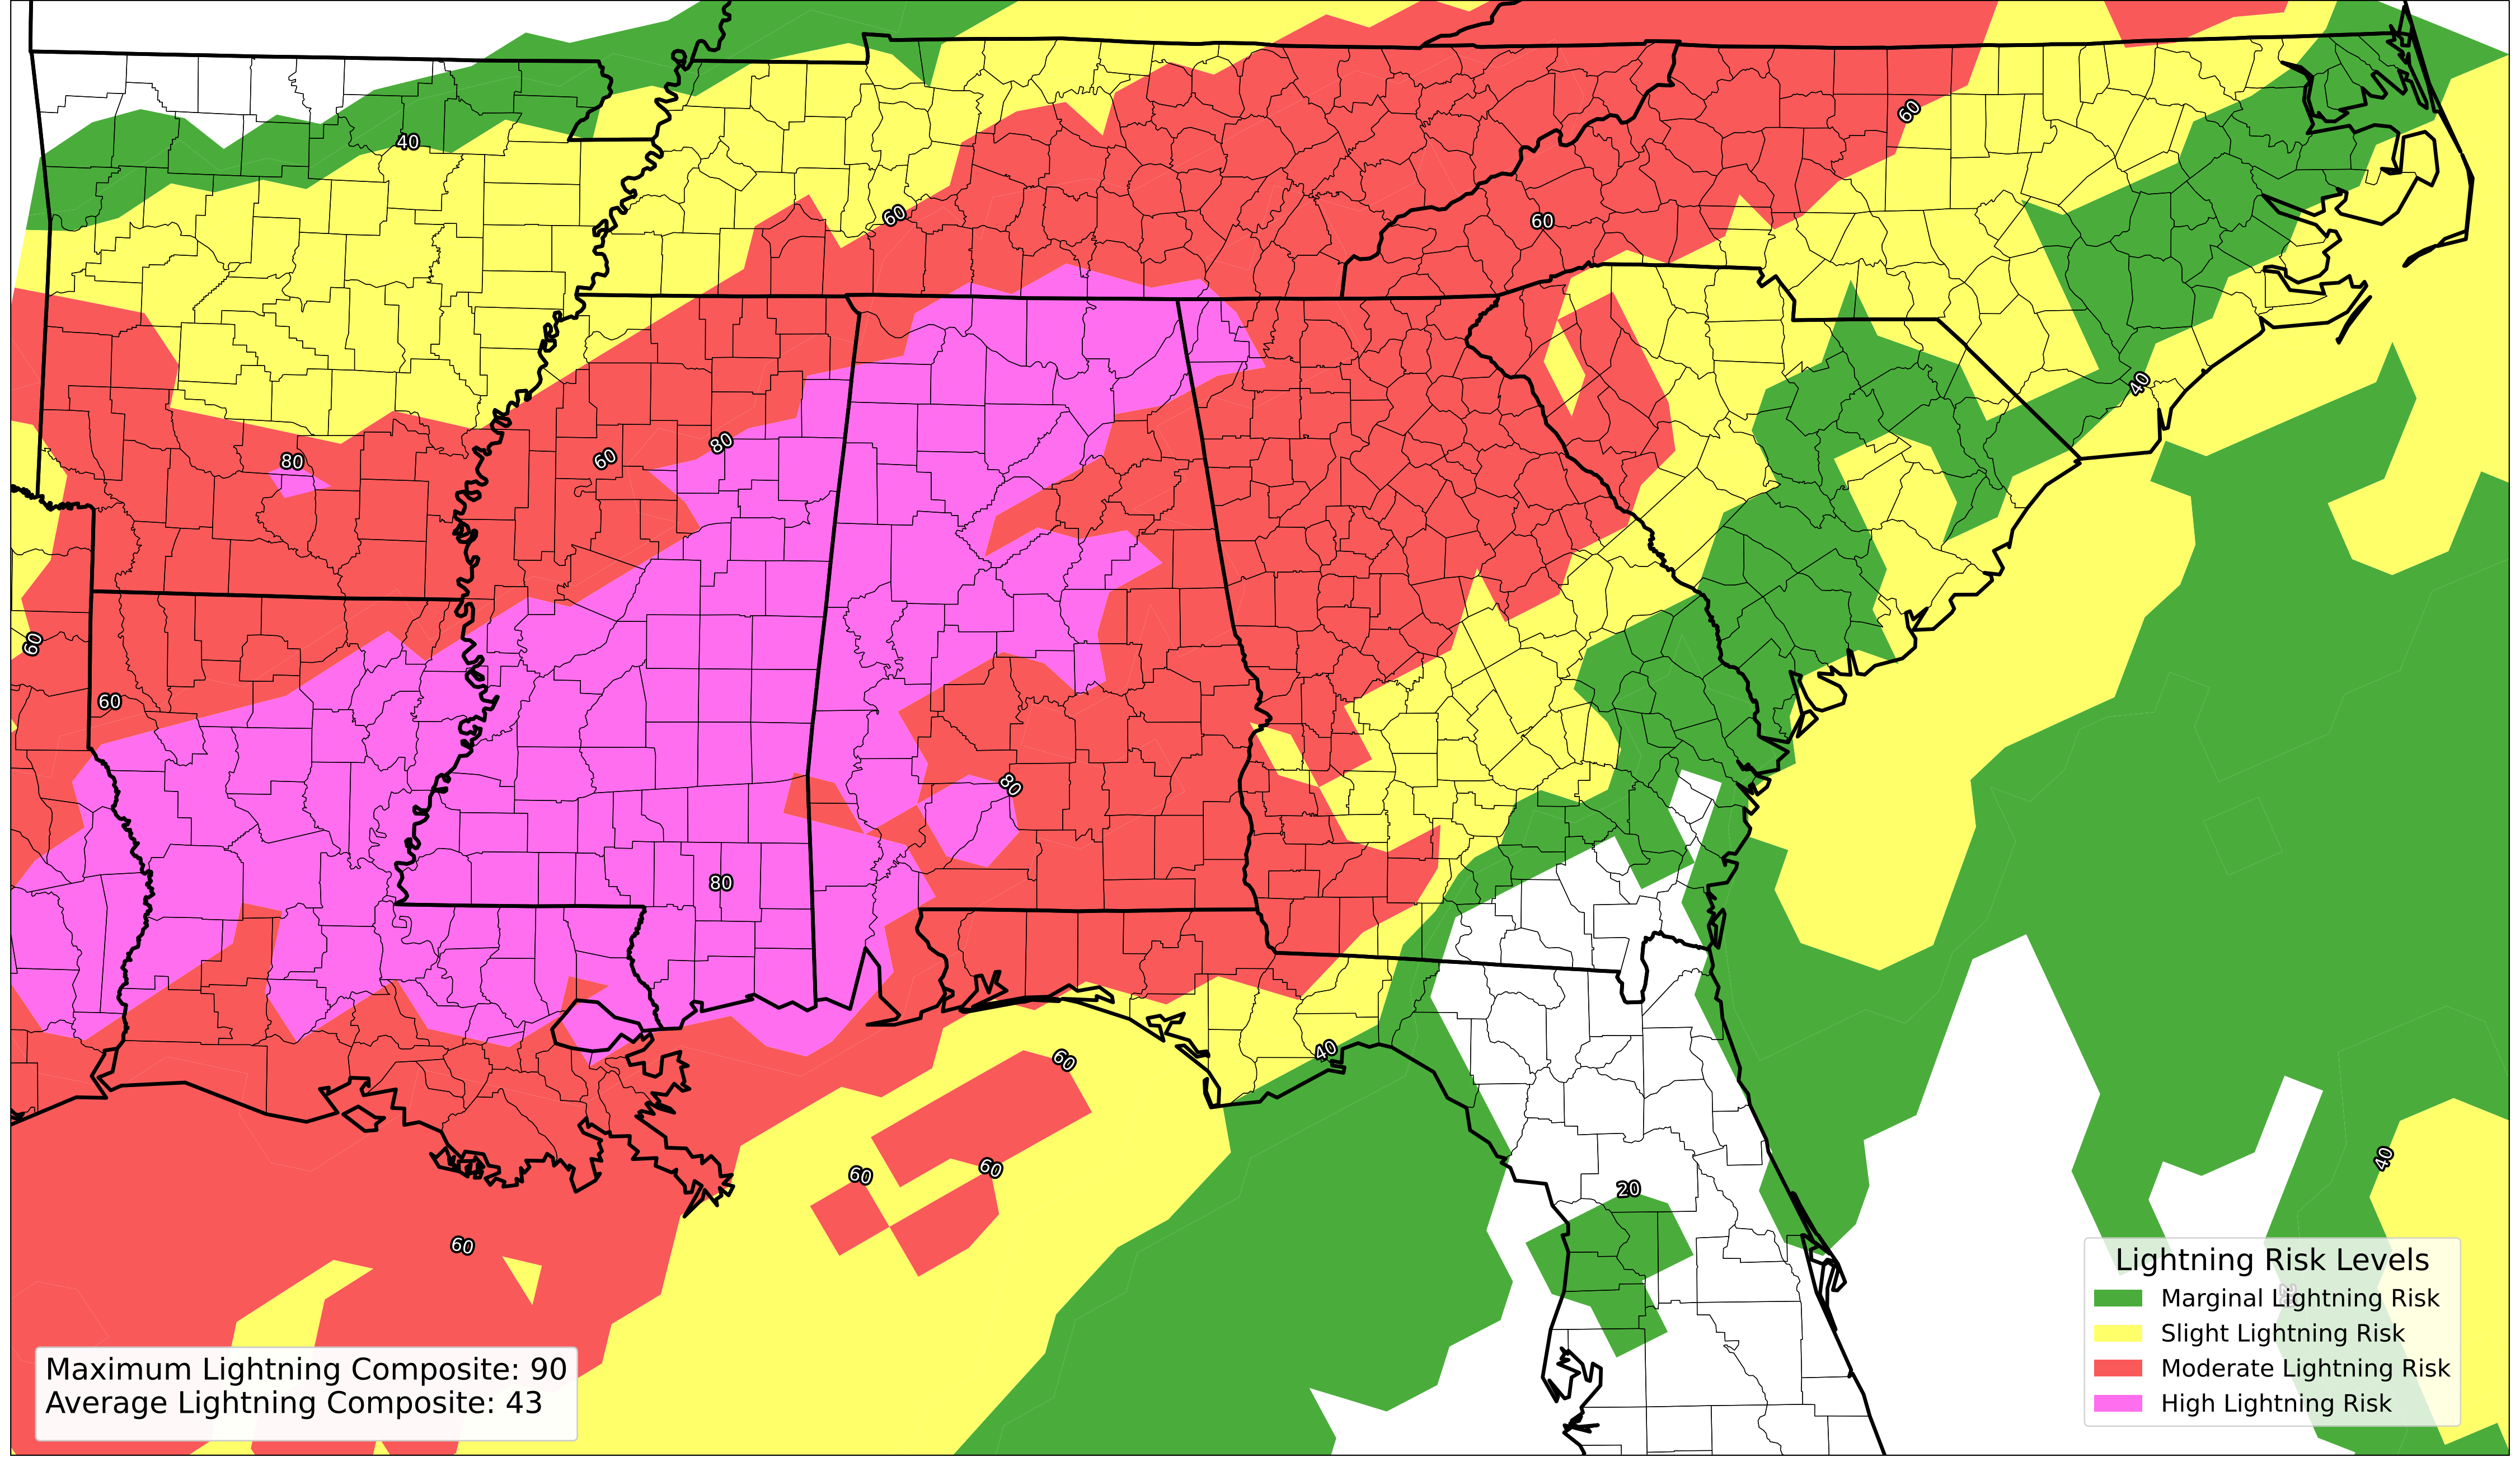 60
40
60
60
40
80
60
80
60
60
80
80
40
60
60
60
40
20
60
Lightning Risk Levels
Marginal Lightning Risk
Slight Lightning Risk
Moderate Lightning Risk
High Lightning Risk
Maximum Lightning Composite: 90
Average Lightning Composite: 43